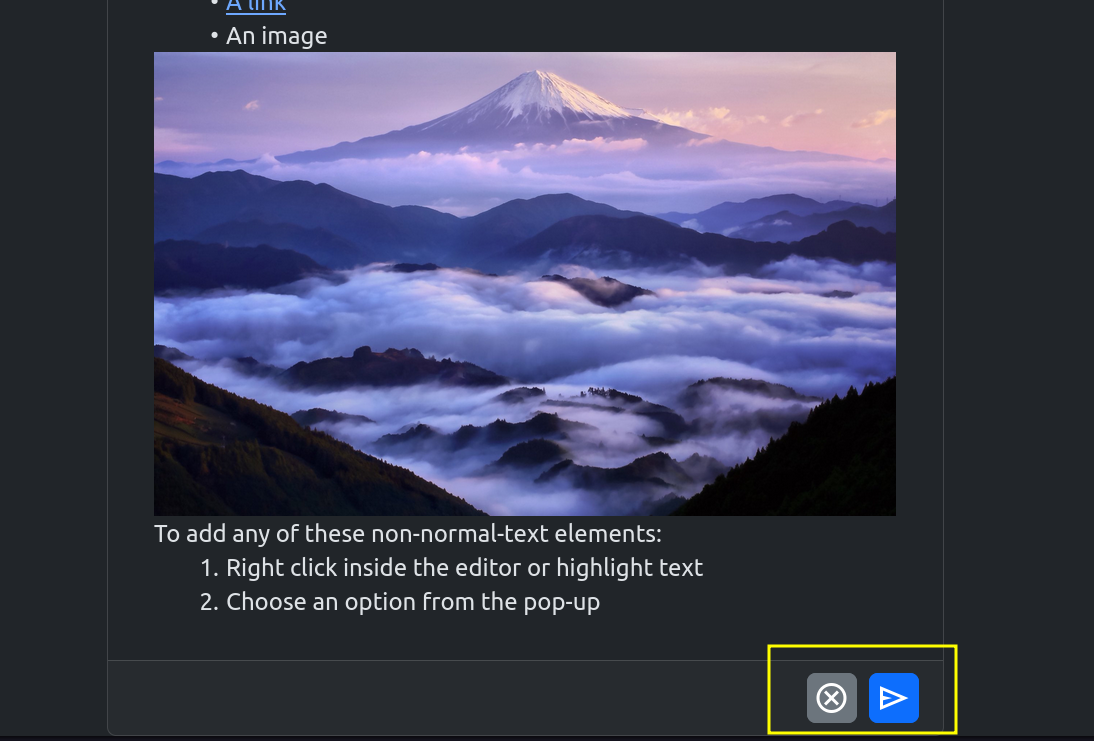 • A link
• An image
To add any of these non-normal-text elements:
1. Right click inside the editor or highlight text
2. Choose an option from the pop-up